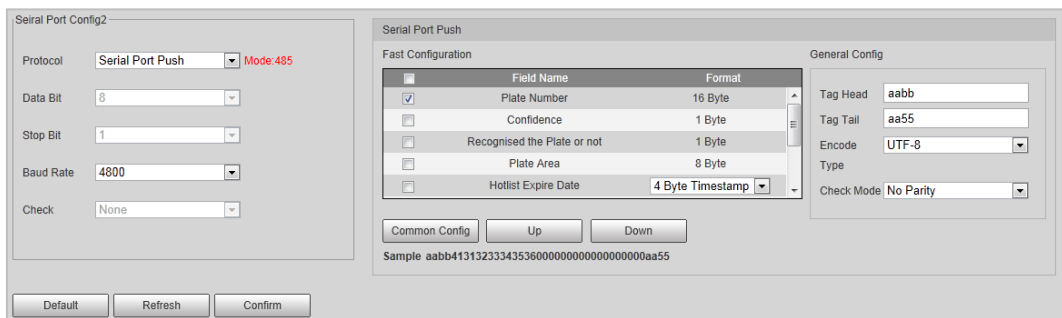 Seiral Port Config2
Protocol Serial Port Push Mode:485
Data Bit 8
Stop Bit 1
Baud Rate 4800
Check None
Default Refresh Confirm
Serial Port Push
Fast Configuration
Field Name Format
Plate Number 16 Byte
Confidence 1 Byte
Recognised the Plate or not 1 Byte
Plate Area 8 Byte
Hotlist Expire Date 4 Byte Timestamp
Common Config Up Down
Sample aabb41313233343536000000000000000000aa55
General Config
Tag Head aabb
Tag Tail aa55
Encode UTF-8
Type
Check Mode No Parity